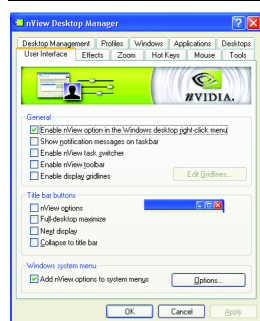 nView Desktop Manager
Desktop Management Profiles Windows Applications Desktops
User Interface Effects Zoom Hot Keys Mouse Tools
nVIDIA.
General
Enable nView option in the Windows desktop right-click menu
Show notification messages on taskbar
Enable nView task switcher
Enable nView toolbar
Enable display gridlines
Edit Gridlines...
Title bar buttons
nView options
Full-desktop maximize
Next display
Collapse to title bar
Windows system menu
Add nView options to system menus
Options...
OK Cancel Apply